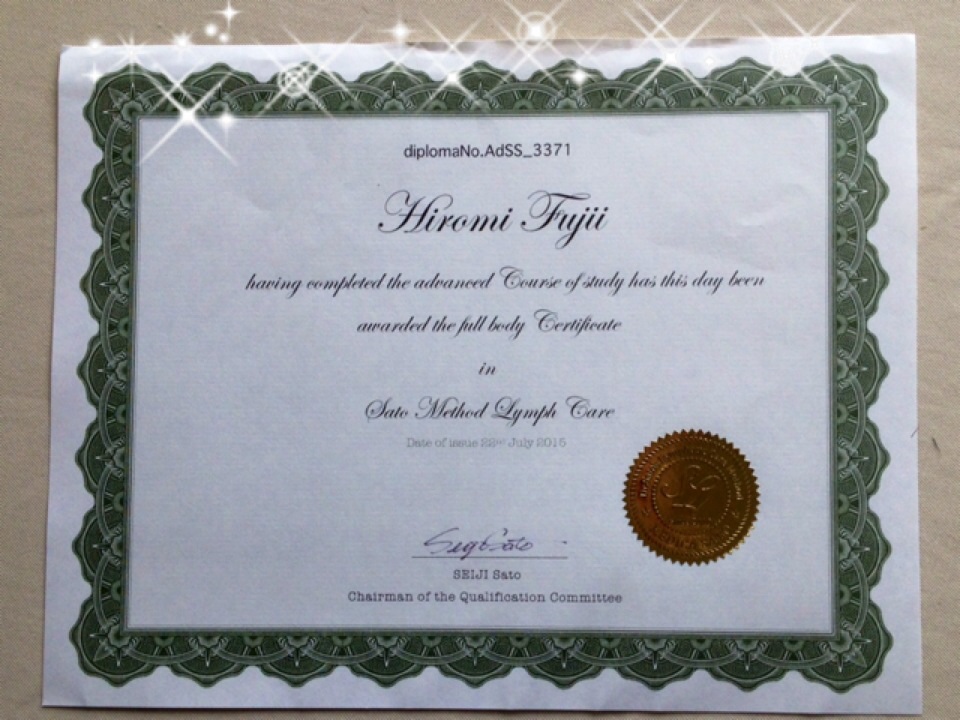 diplomaNo.AdSS_3371
Hiromi Fujii
having completed the advanced Course of study has this day been
awarded the full body Certificate
in
Sato Method Lymph Care
Date of issue 22nd July 2015
Seiji Sato
SEIJI Sato
Chairman of the Qualification Committee